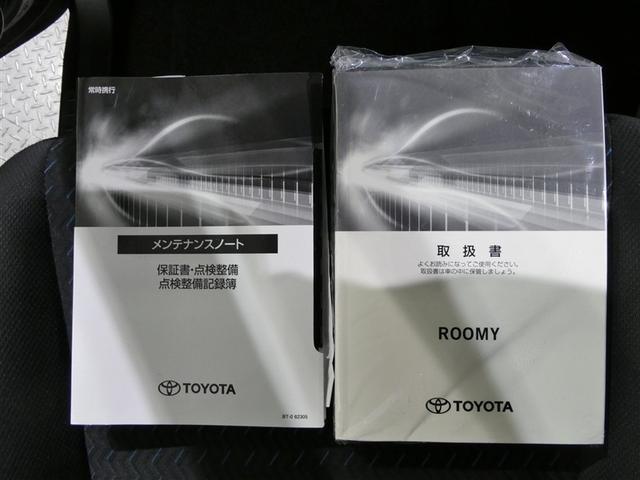 常時携行
メンテナンスノート
保証書・点検整備
点検整備記録簿
TOYOTA
BT-0 62305
取扱書
よくお読みになってご使用ください。
取扱書は車の中に保管しましょう。
ROOMY
TOYOTA